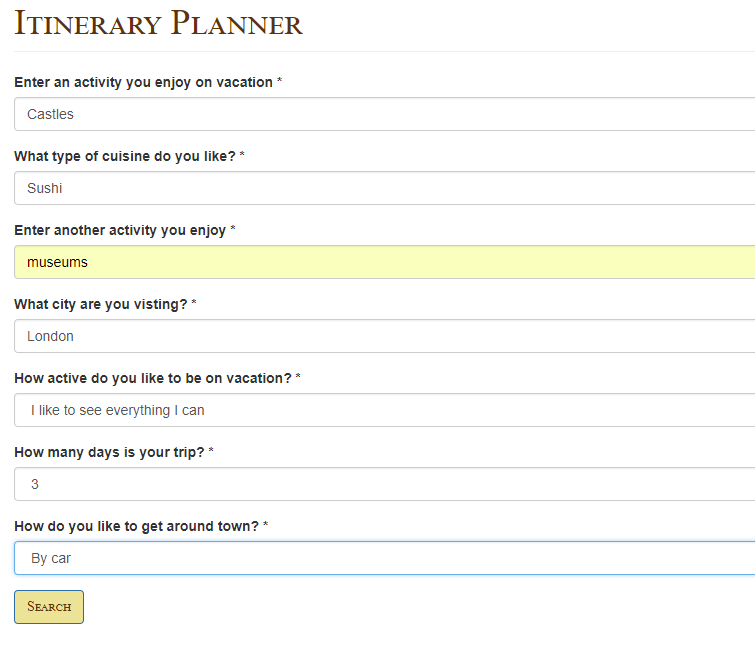 Itinerary Planner
Enter an activity you enjoy on vacation *
Castles
What type of cuisine do you like? *
Sushi
Enter another activity you enjoy *
museums
What city are you visting? *
London
How active do you like to be on vacation? *
I like to see everything I can
How many days is your trip? *
3
How do you like to get around town? *
By car
Search